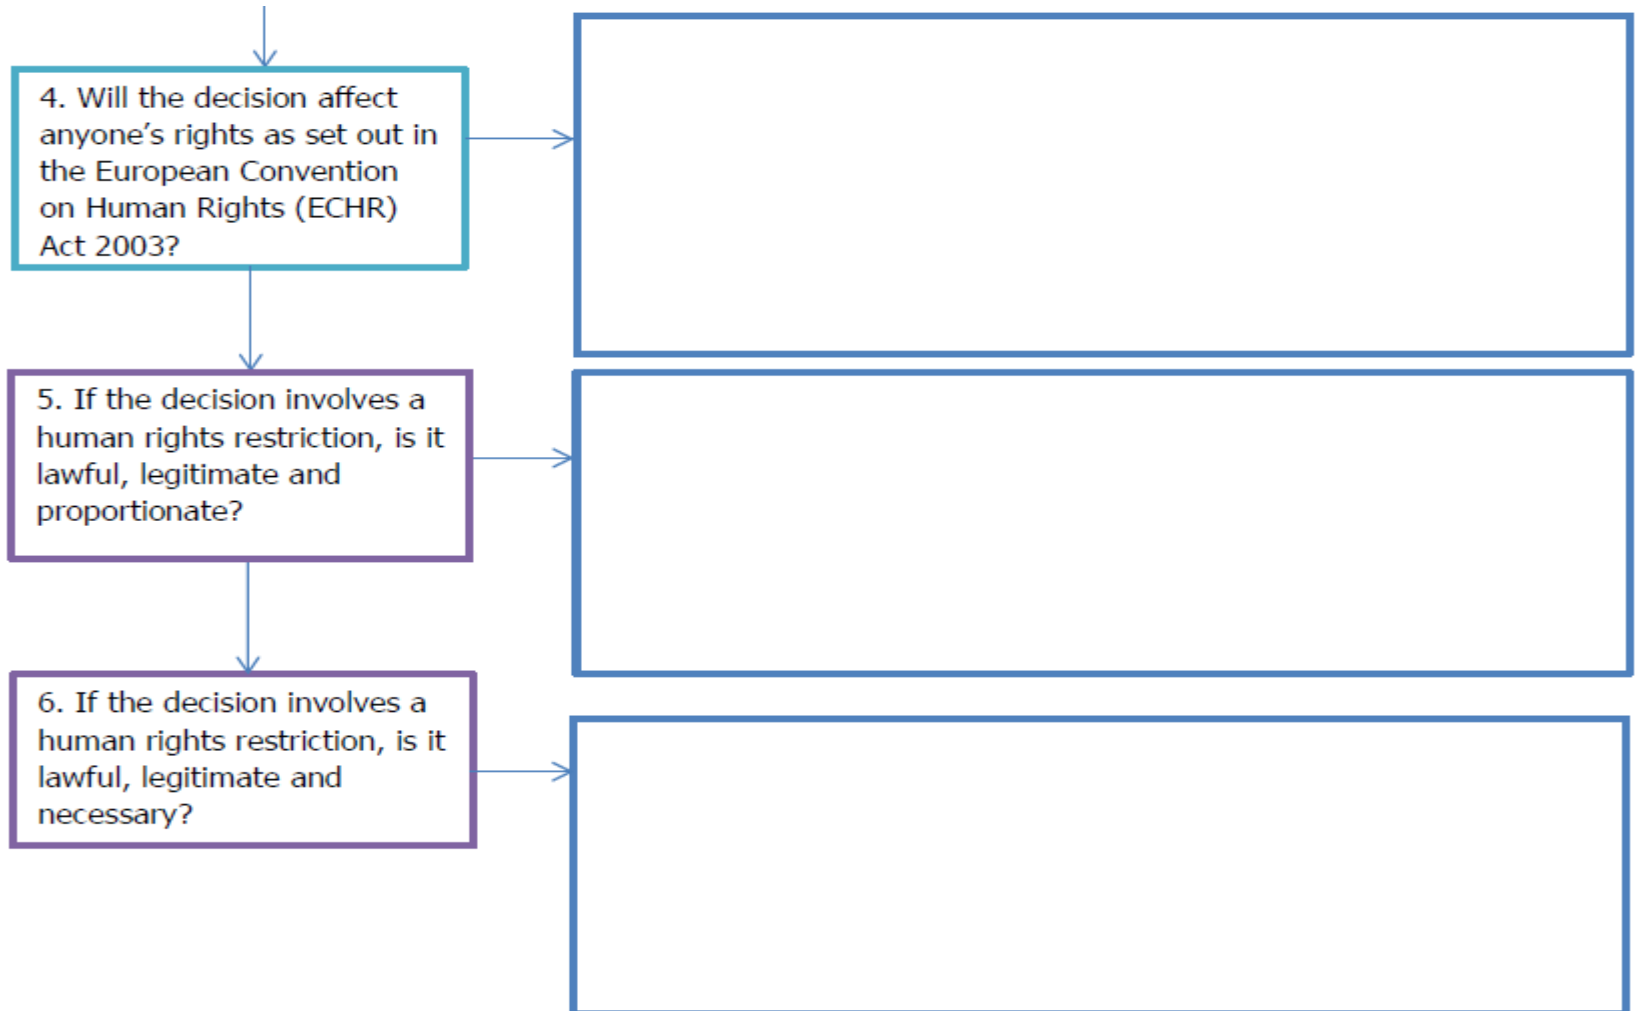 4. Will the decision affect
anyone’s rights as set out in
the European Convention
on Human Rights (ECHR)
Act 2003?
5. If the decision involves a
human rights restriction, is it
lawful, legitimate and
proportionate?
6. If the decision involves a
human rights restriction, is it
lawful, legitimate and
necessary?